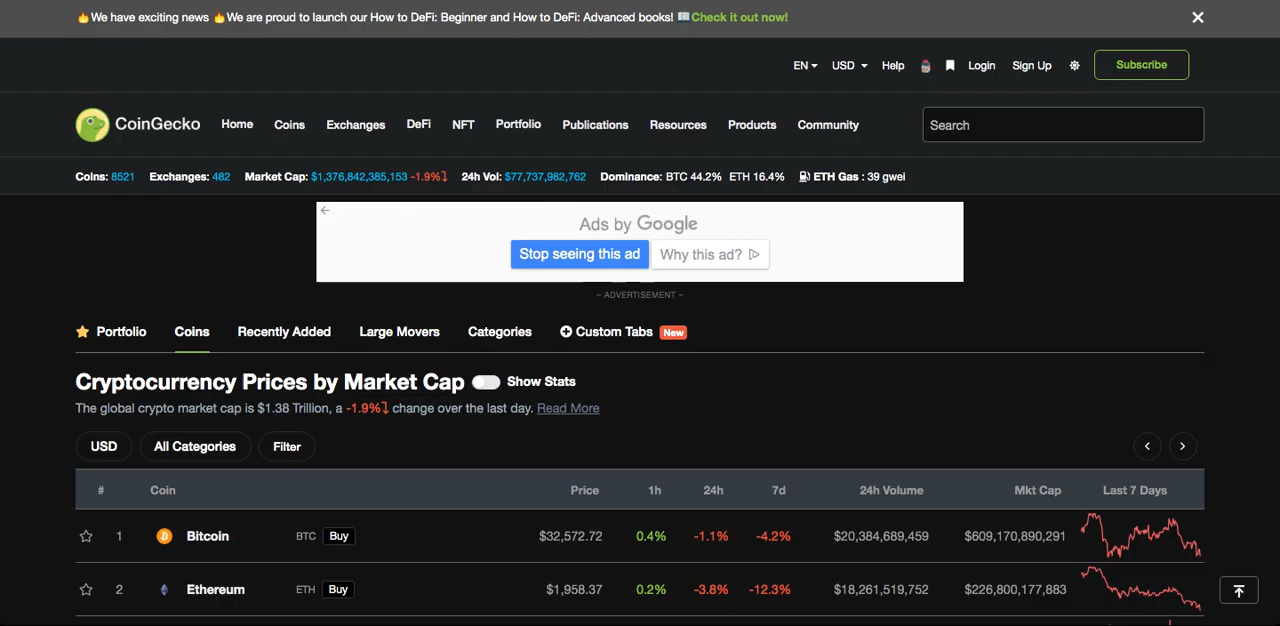 🔥We have exciting news 🔥We are proud to launch our How to DeFi: Beginner and How to DeFi: Advanced books! 📖Check it out now!
EN USD Help Login Sign Up Subscribe
CoinGecko Home Coins Exchanges DeFi NFT Portfolio Publications Resources Products Community Search
Coins: 8521 Exchanges: 482 Market Cap: $1,376,842,385,153 -1.9% 24h Vol: $77,737,982,762 Dominance: BTC 44.2% ETH 16.4% ETH Gas : 39 gwei
Ads by Google
Stop seeing this ad Why this ad?
– ADVERTISEMENT –
Portfolio Coins Recently Added Large Movers Categories Custom Tabs New
Cryptocurrency Prices by Market Cap Show Stats
The global crypto market cap is $1.38 Trillion, a -1.9% change over the last day. Read More
USD All Categories Filter
# Coin Price 1h 24h 7d 24h Volume Mkt Cap Last 7 Days
1 Bitcoin BTC Buy $32,572.72 0.4% -1.1% -4.2% $20,384,689,459 $609,170,890,291
2 Ethereum ETH Buy $1,958.37 0.2% -3.8% -12.3% $18,261,519,752 $226,800,177,883